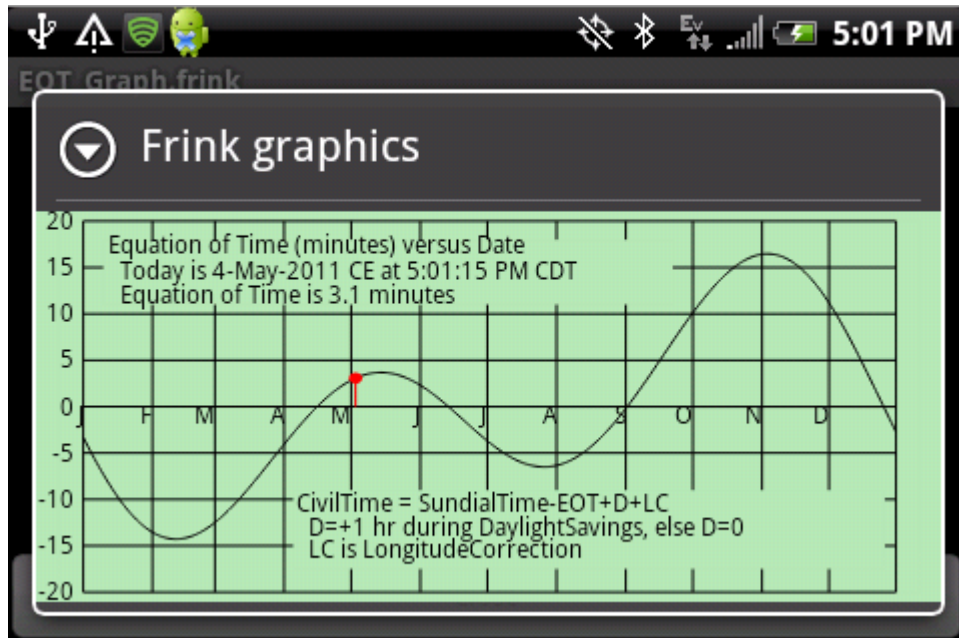 Ev
5:01 PM
EOT_Graph.frink
Frink graphics
20
Equation of Time (minutes) versus Date
Today is 4-May-2011 CE at 5:01:15 PM CDT
Equation of Time is 3.1 minutes
15
10
5
0
J F M A M J J A S O N D
-5
-10
CivilTime = SundialTime-EOT+D+LC
D=+1 hr during DaylightSavings, else D=0
LC is LongitudeCorrection
-15
-20